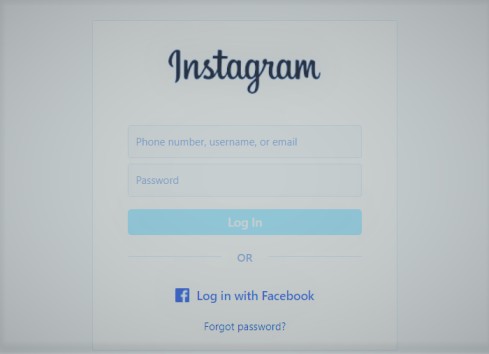 Instagram
Phone number, username, or email
Password
Log In
OR
Log in with Facebook
Forgot password?